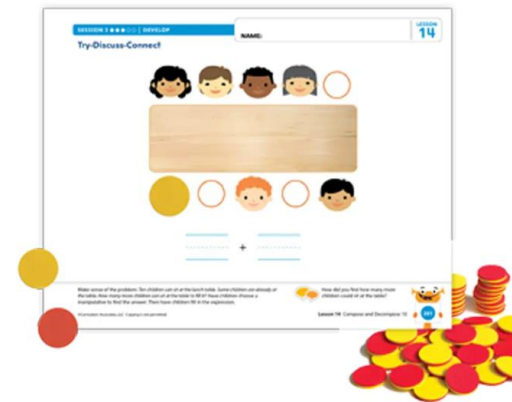 SESSION 2 | DEVELOP
NAME:
LESSON
14
Try-Discuss-Connect
+
Make sense of the problem: Ten children can sit at the lunch table. Some children are already at
the table. How many more children can sit at the table to fill it? Have children choose a
manipulative to find the answer. Then have children fill in the expression.
How did you find how many more
children could sit at the table?
Lesson 14 Compose and Decompose 10